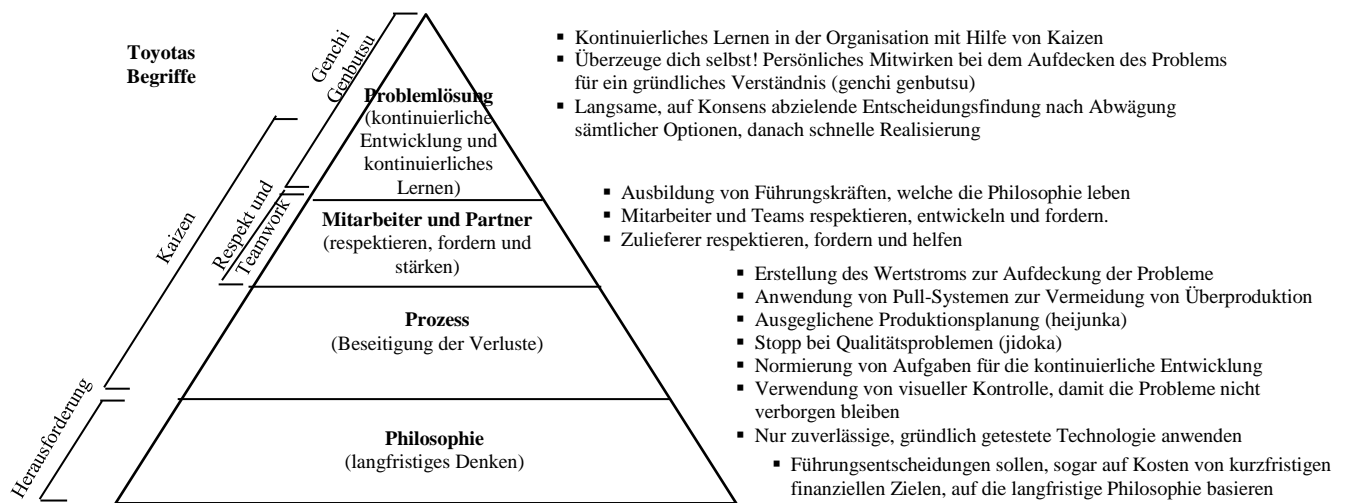 Toyotas
Begriffe
Genchi
Genbutsu
Kaizen
Respekt und
Teamwork
Herausforderung
Problemlösung
(kontinuierliche
Entwicklung und
kontinuierliches
Lernen)
▪ Kontinuierliches Lernen in der Organisation mit Hilfe von Kaizen
▪ Überzeuge dich selbst! Persönliches Mitwirken bei dem Aufdecken des Problems
für ein gründliches Verständnis (genchi genbutsu)
▪ Langsame, auf Konsens abzielende Entscheidungsfindung nach Abwägung
sämtlicher Optionen, danach schnelle Realisierung
Mitarbeiter und Partner
(respektieren, fordern und
stärken)
▪ Ausbildung von Führungskräften, welche die Philosophie leben
▪ Mitarbeiter und Teams respektieren, entwickeln und fordern.
▪ Zulieferer respektieren, fordern und helfen
Prozess
(Beseitigung der Verluste)
▪ Erstellung des Wertstroms zur Aufdeckung der Probleme
▪ Anwendung von Pull-Systemen zur Vermeidung von Überproduktion
▪ Ausgeglichene Produktionsplanung (heijunka)
▪ Stopp bei Qualitätsproblemen (jidoka)
▪ Normierung von Aufgaben für die kontinuierliche Entwicklung
▪ Verwendung von visueller Kontrolle, damit die Probleme nicht
verborgen bleiben
▪ Nur zuverlässige, gründlich getestete Technologie anwenden
Philosophie
(langfristiges Denken)
▪ Führungsentscheidungen sollen, sogar auf Kosten von kurzfristigen
finanziellen Zielen, auf die langfristige Philosophie basieren